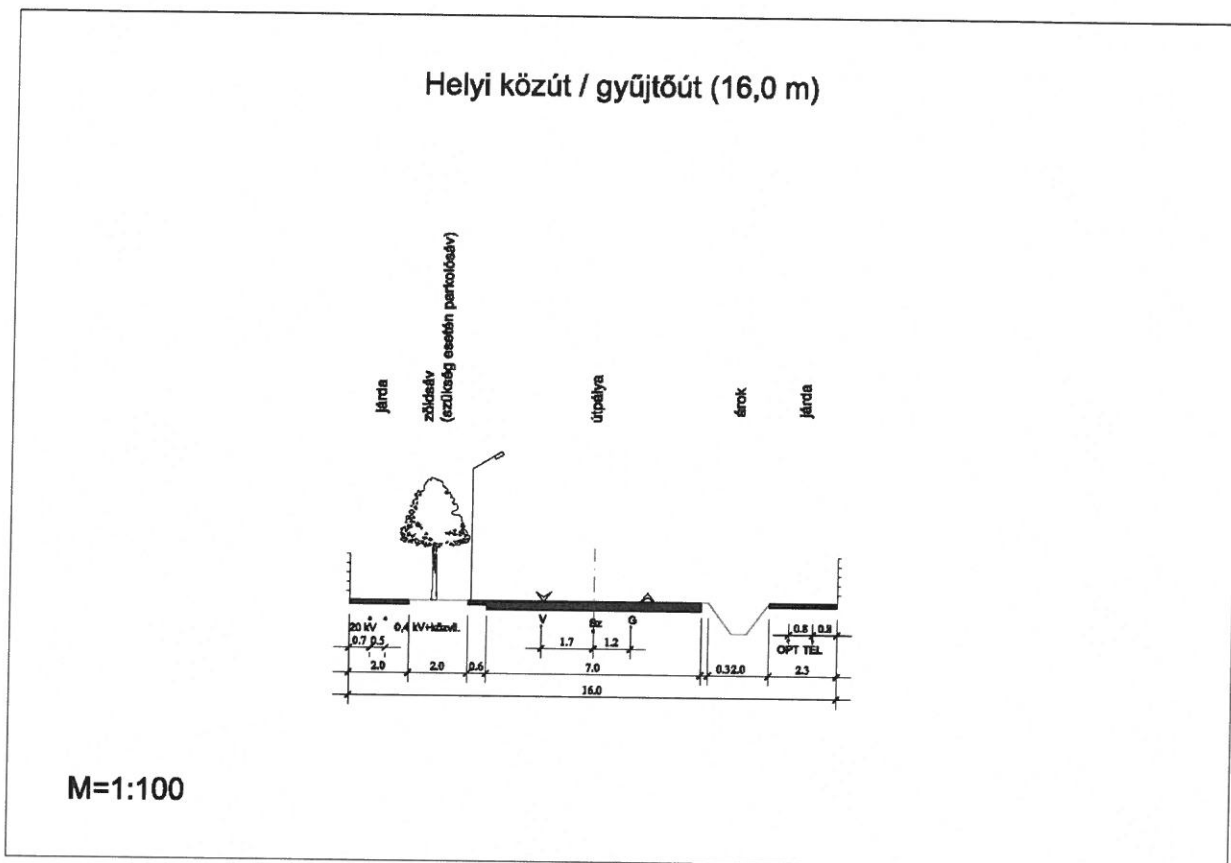 Helyi közút / gyűjtőút (16,0 m)
járda
zöldsáv
(szükség esetén parkolósáv)
útpálya
árok
járda
20 kV 0,4 kV+közvil.
V Sz G
0.8 0.8
OPT TEL
0.7 0.5
1.7 1.2
2.0 2.0 0.6 7.0 0.3 2.0 2.3
16.0
M=1:100